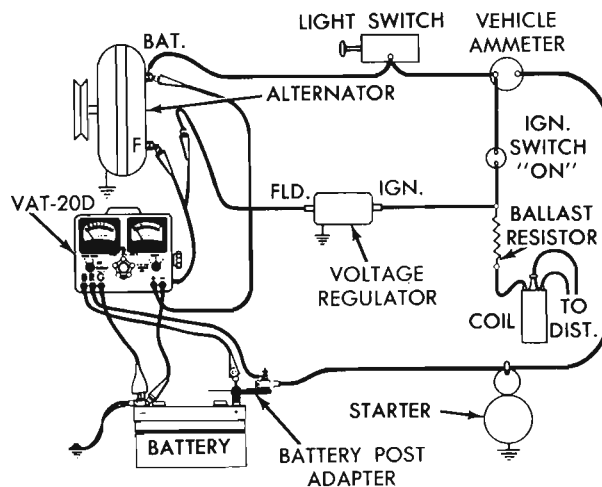 LIGHT SWITCH
VEHICLE
AMMETER
BAT.
ALTERNATOR
F
IGN.
SWITCH
"ON"
VAT-20D
FLD.
IGN.
BALLAST
RESISTOR
VOLTAGE
REGULATOR
COIL
TO
DIST.
STARTER
BATTERY
BATTERY POST
ADAPTER